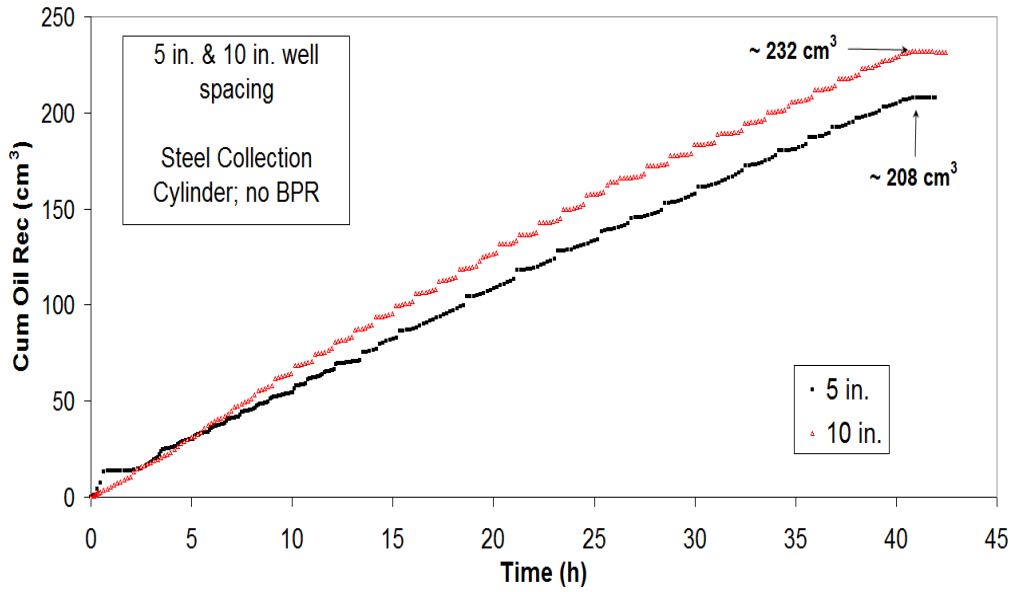 250
200
150
100
50
0
Cum Oil Rec (cm³)
5 in. & 10 in. well
spacing
Steel Collection
Cylinder; no BPR
~ 232 cm³
~ 208 cm³
5 in.
10 in.
0 5 10 15 20 25 30 35 40 45
Time (h)